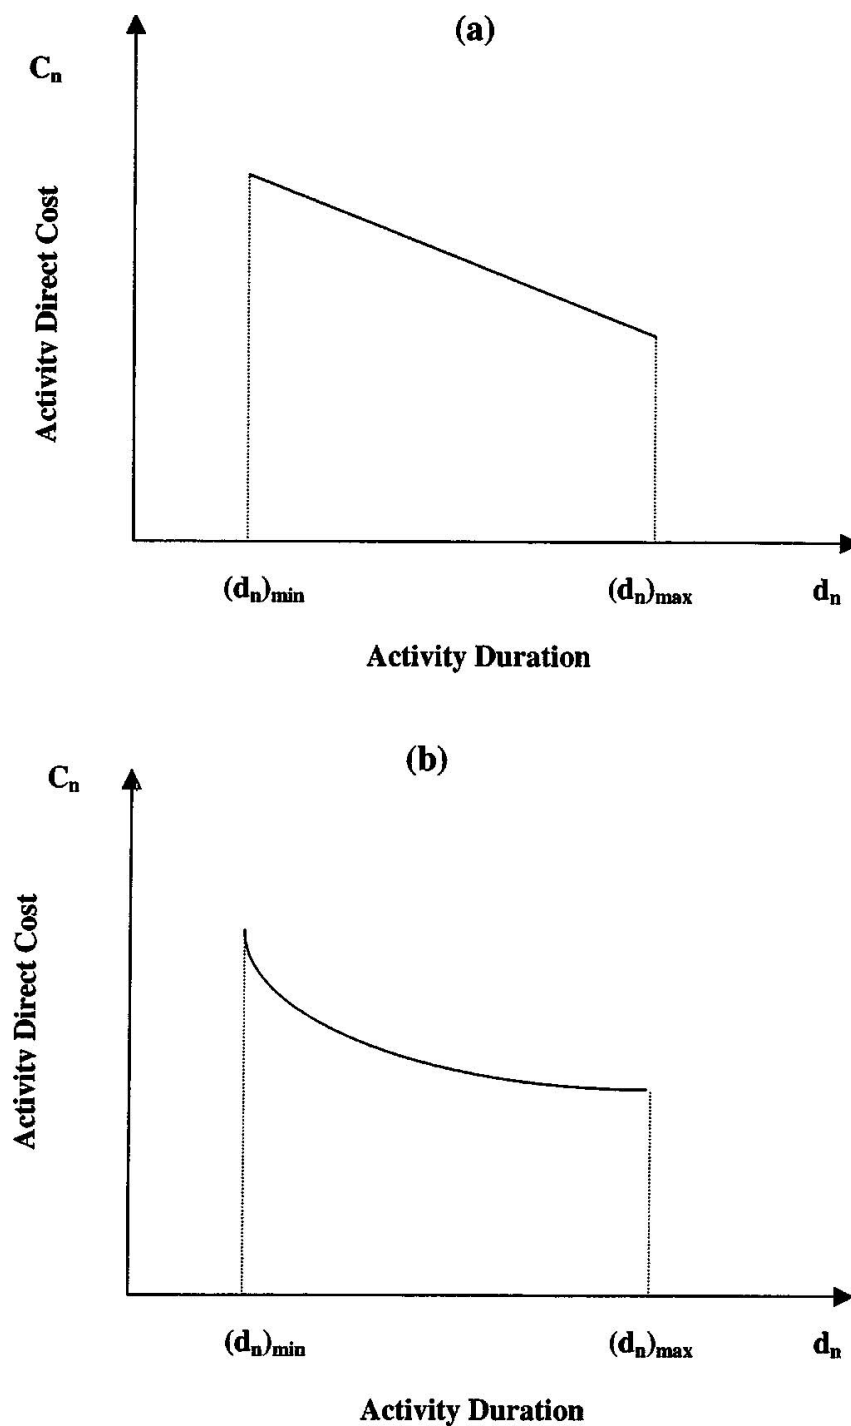 (a)
Cₙ
Activity Direct Cost
(dₙ)min (dₙ)max dₙ
Activity Duration
(b)
Cₙ
Activity Direct Cost
(dₙ)min (dₙ)max dₙ
Activity Duration